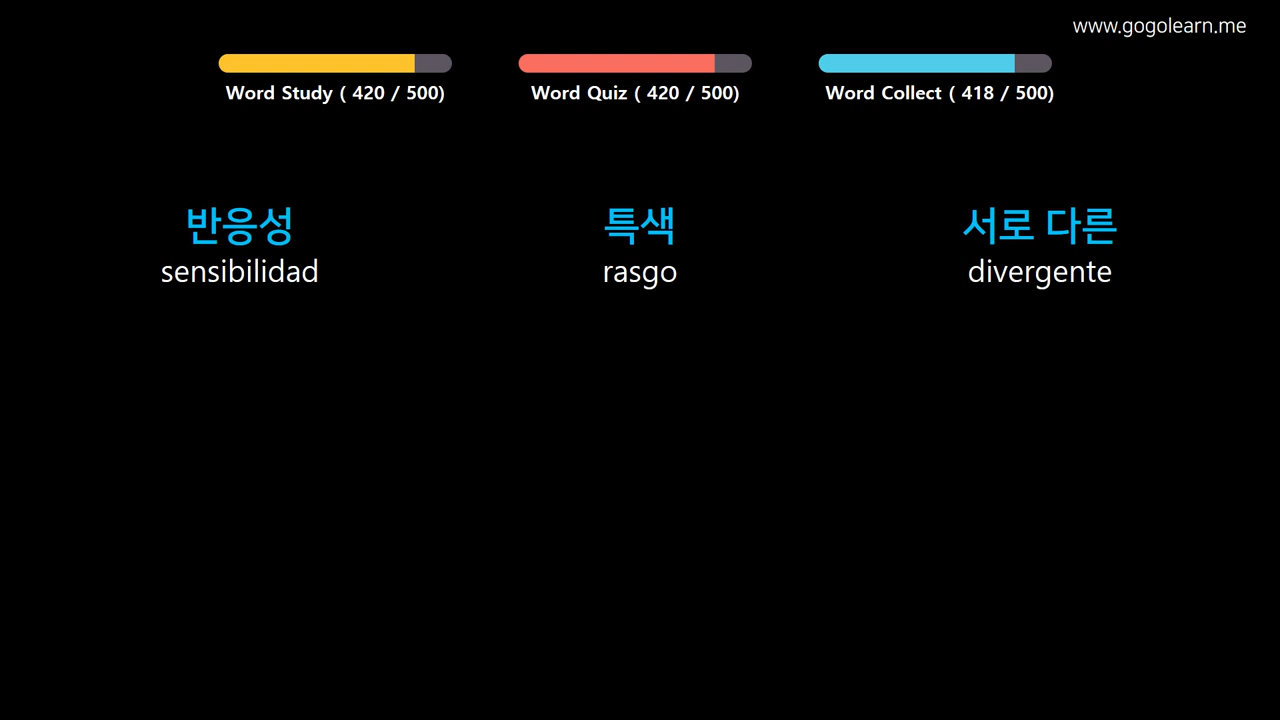 www.gogolearn.me
Word Study ( 420 / 500)
Word Quiz ( 420 / 500)
Word Collect ( 418 / 500)
반응성
sensibilidad
특색
rasgo
서로 다른
divergente